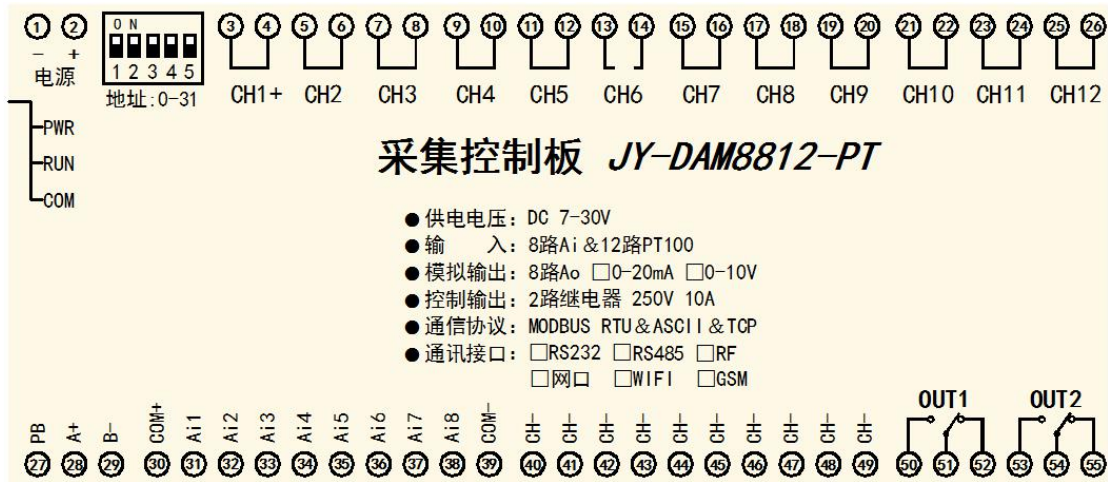 1 2 ON 3 4 5 6 7 8 9 10 11 12 13 14 15 16 17 18 19 20 21 22 23 24 25 26
- +
电源 1 2 3 4 5
地址:0-31 CH1+ CH2 CH3 CH4 CH5 CH6 CH7 CH8 CH9 CH10 CH11 CH12
PWR
RUN
COM
采集控制板 JY-DAM8812-PT
●供电电压: DC 7-30V
●输 入: 8路Ai&12路PT100
●模拟输出: 8路Ao □0-20mA □0-10V
●控制输出: 2路继电器 250V 10A
●通信协议: MODBUS RTU&ASCII&TCP
●通讯接口: □RS232 □RS485 □RF
□网口 □WIFI □GSM
OUT1 OUT2
PB A+ B- COM+ Ai1 Ai2 Ai3 Ai4 Ai5 Ai6 Ai7 Ai8 COM- CH- CH- CH- CH- CH- CH- CH- CH- CH- CH-
27 28 29 30 31 32 33 34 35 36 37 38 39 40 41 42 43 44 45 46 47 48 49 50 51 52 53 54 55